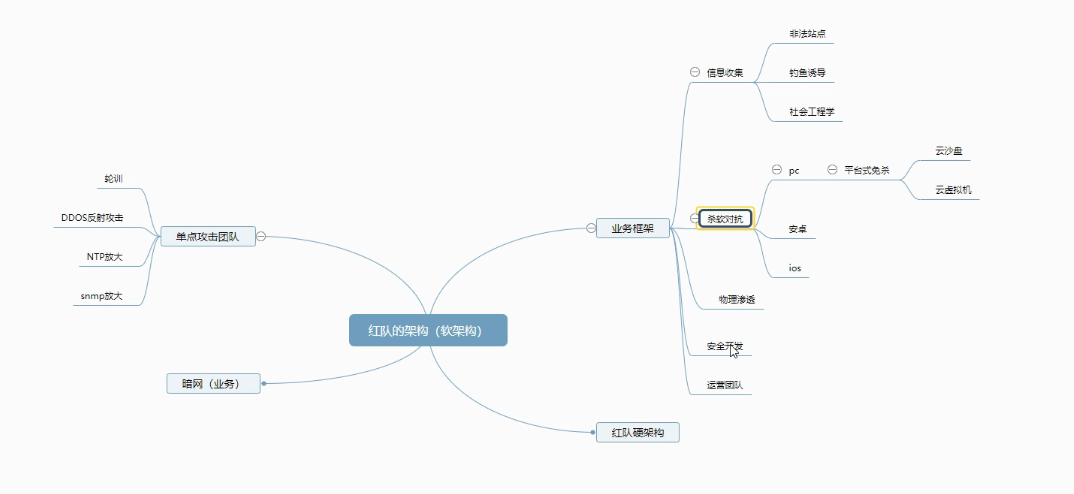 非法站点
信息收集
钓鱼诱导
社会工程学
云沙盘
pc
平台式免杀
云虚拟机
轮训
DDOS反射攻击
杀软对抗
单点攻击团队
业务框架
安卓
NTP放大
ios
snmp放大
物理渗透
红队的架构（软架构）
安全开发
暗网（业务）
运营团队
红队硬架构